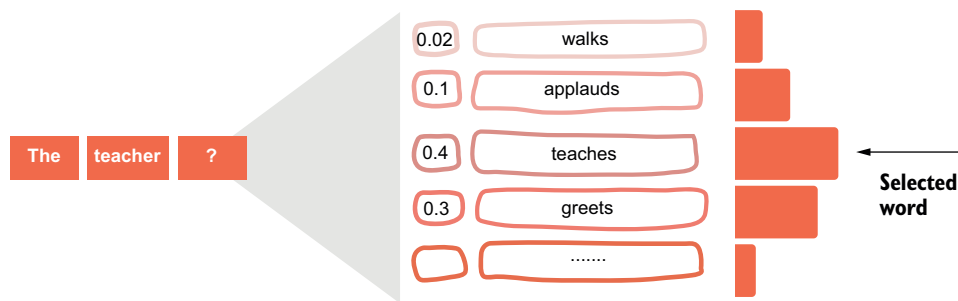 The teacher ?
0.02 walks
0.1 applauds
0.4 teaches
0.3 greets
.......
Selected
word